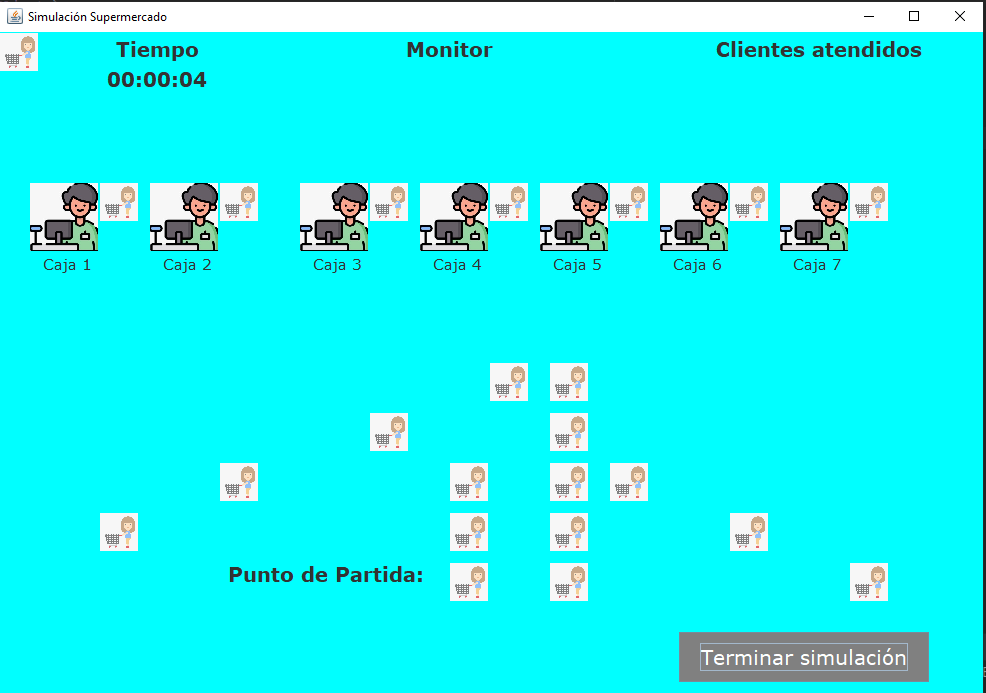 Simulación Supermercado
Tiempo
Monitor
Clientes atendidos
00:00:04
Caja 1
Caja 2
Caja 3
Caja 4
Caja 5
Caja 6
Caja 7
Punto de Partida:
Terminar simulación